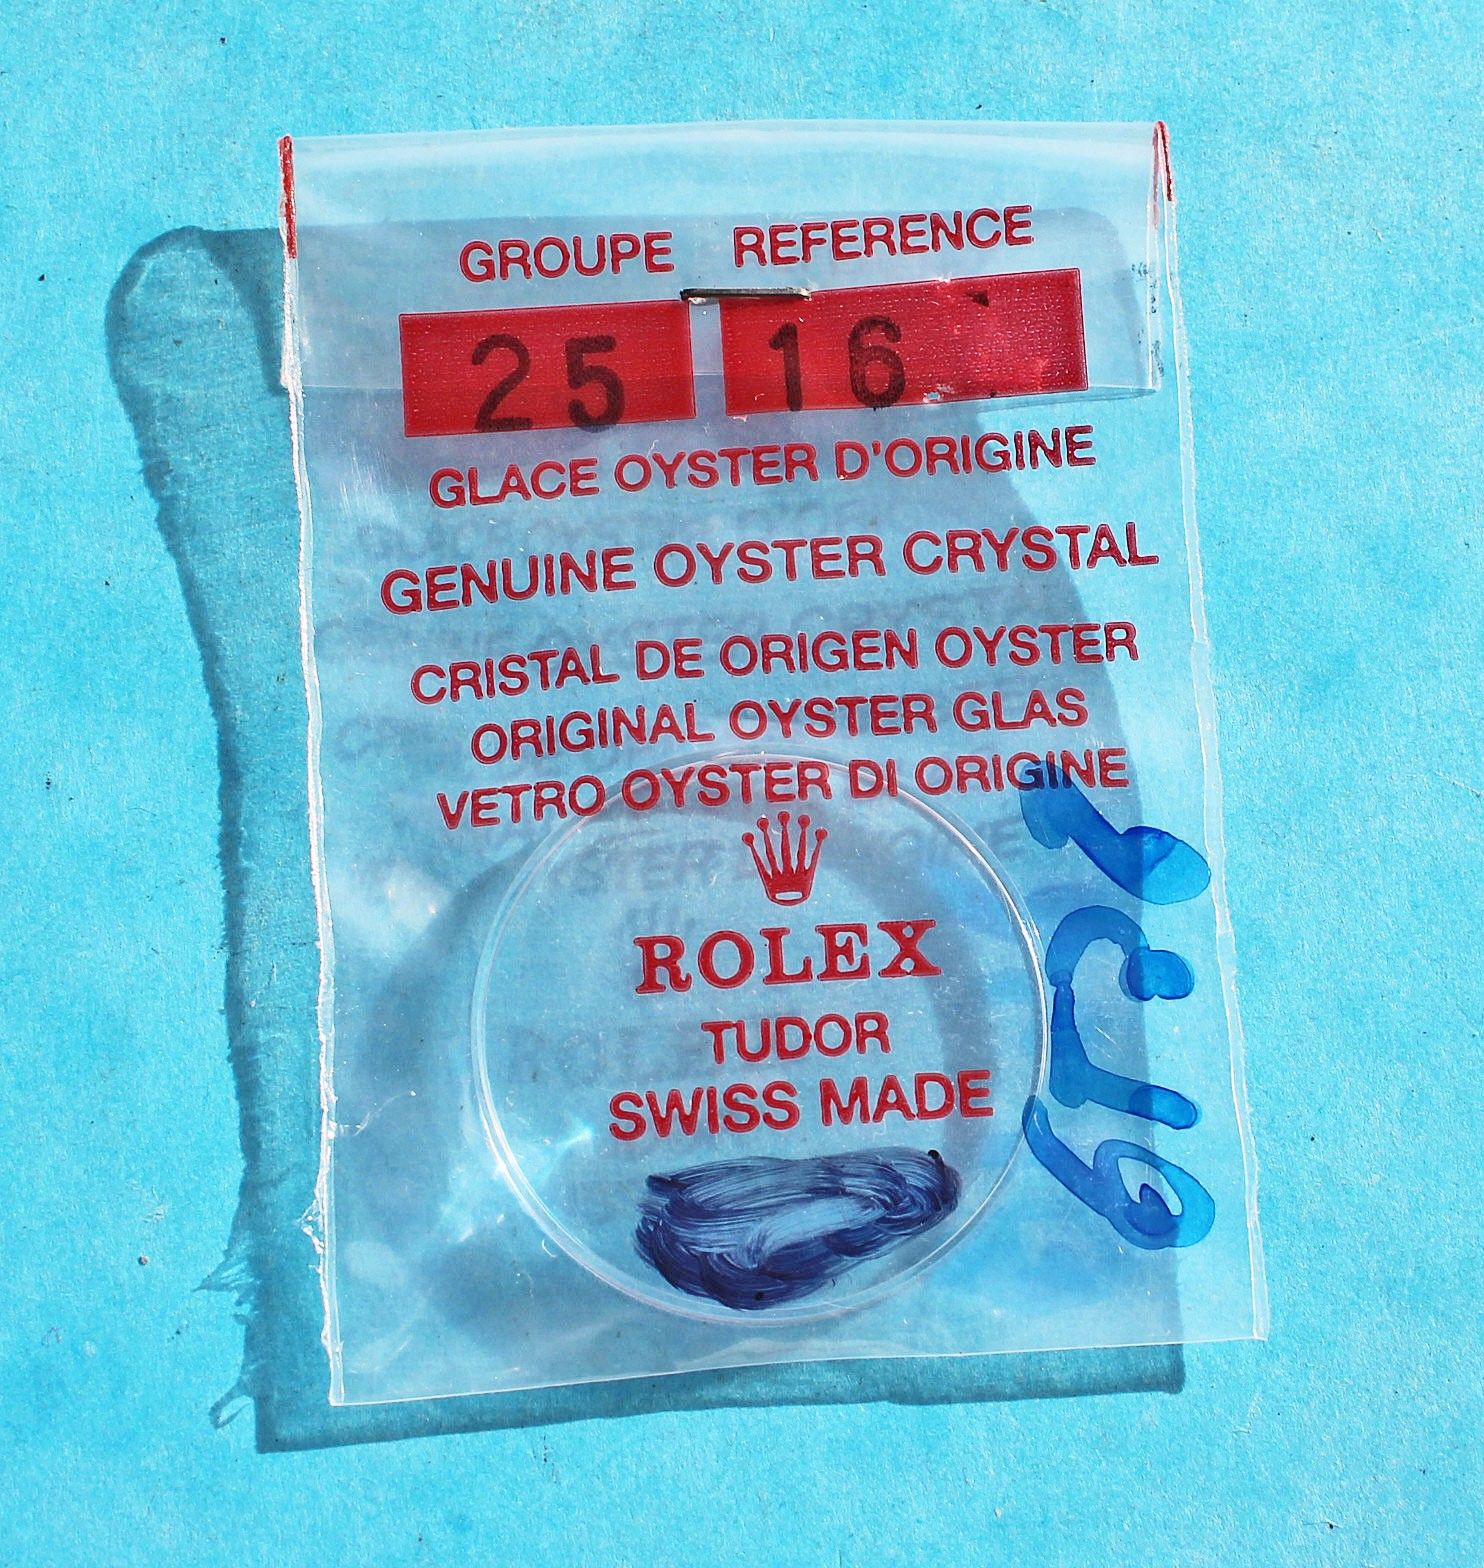 GROUPE REFERENCE
25 16
GLACE OYSTER D'ORIGINE
GENUINE OYSTER CRYSTAL
CRISTAL DE ORIGEN OYSTER
ORIGINAL OYSTER GLAS
VETRO OYSTER DI ORIGINE
ROLEX
TUDOR
SWISS MADE